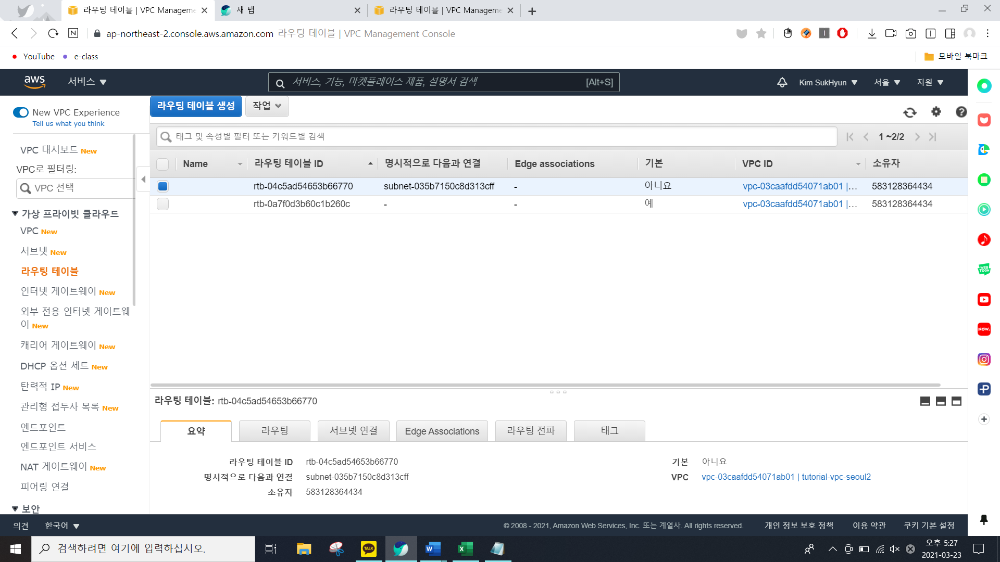 라우팅 테이블 | VPC Manageme
새 탭
라우팅 테이블 | VPC Manageme
ap-northeast-2.console.aws.amazon.com 라우팅 테이블 | VPC Management Console
YouTube e-class
모바일 북마크
aws 서비스
서비스, 기능, 마켓플레이스 제품, 설명서 검색 [Alt+S]
Kim SukHyun 서울 지원
New VPC Experience
Tell us what you think
VPC 대시보드 New
VPC로 필터링:
VPC 선택
가상 프라이빗 클라우드
VPC New
서브넷 New
라우팅 테이블
인터넷 게이트웨이 New
외부 전용 인터넷 게이트웨
이 New
캐리어 게이트웨이 New
DHCP 옵션 세트 New
탄력적 IP New
관리형 접두사 목록 New
엔드포인트
엔드포인트 서비스
NAT 게이트웨이 New
피어링 연결
보안
라우팅 테이블 생성 작업
태그 및 속성별 필터 또는 키워드별 검색
1 ~2/2
Name 라우팅 테이블 ID 명시적으로 다음과 연결 Edge associations 기본 VPC ID 소유자
rtb-04c5ad54653b66770 subnet-035b7150c8d313cff - 아니요 vpc-03caafdd54071ab01 |... 583128364434
rtb-0a7f0d3b60c1b260c - - 예 vpc-03caafdd54071ab01 |... 583128364434
라우팅 테이블: rtb-04c5ad54653b66770
요약 라우팅 서브넷 연결 Edge Associations 라우팅 전파 태그
라우팅 테이블 ID rtb-04c5ad54653b66770 기본 아니요
명시적으로 다음과 연결 subnet-035b7150c8d313cff VPC vpc-03caafdd54071ab01 | tutorial-vpc-seoul2
소유자 583128364434
WEB
TOON
NOW.
의견 한국어
© 2008 - 2021, Amazon Web Services, Inc. 또는 계열사. All rights reserved. 개인 정보 보호 정책 이용 약관 쿠키 기본 설정
검색하려면 여기에 입력하십시오.
TALK
오후 5:27
2021-03-23